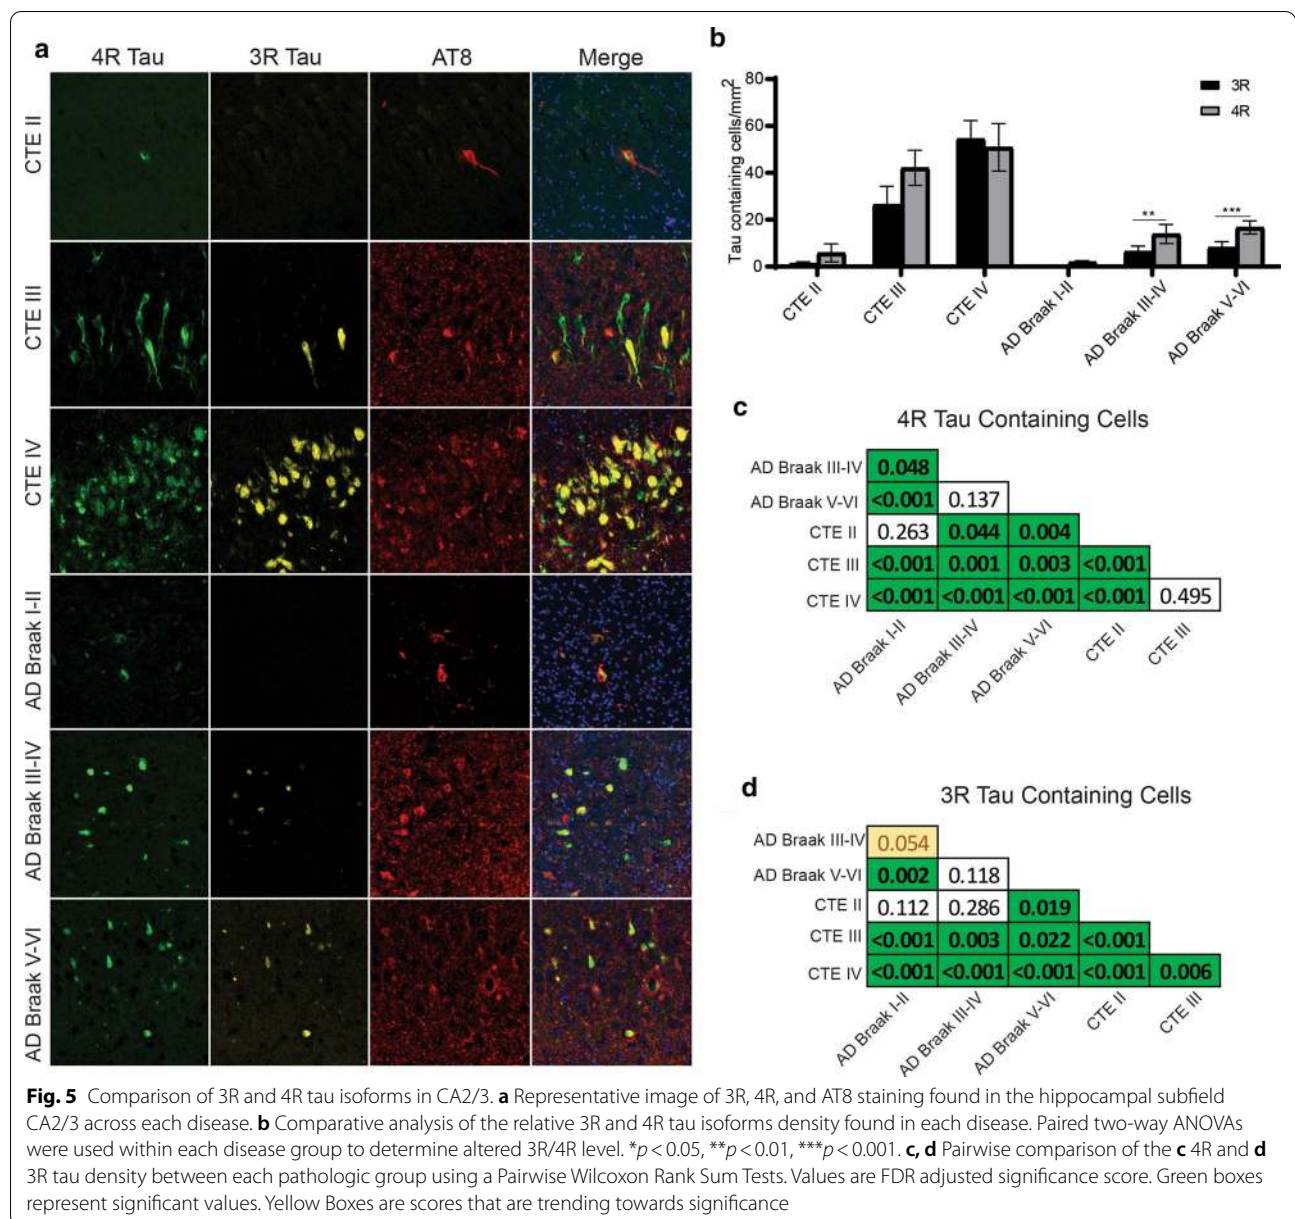 a
4R Tau 3R Tau AT8 Merge
CTE II
CTE III
CTE IV
AD Braak I-II
AD Braak III-IV
AD Braak V-VI
b
Tau containing cells/mm²
80
60
40
20
0
3R
4R
** ***
CTE II CTE III CTE IV AD Braak I-II AD Braak III-IV AD Braak V-VI
c
4R Tau Containing Cells
AD Braak III-IV 0.048
AD Braak V-VI <0.001 0.137
CTE II 0.263 0.044 0.004
CTE III <0.001 0.001 0.003 <0.001
CTE IV <0.001 <0.001 <0.001 <0.001 0.495
AD Braak I-II AD Braak III-IV AD Braak V-VI CTE II CTE III
d
3R Tau Containing Cells
AD Braak III-IV 0.054
AD Braak V-VI 0.002 0.118
CTE II 0.112 0.286 0.019
CTE III <0.001 0.003 0.022 <0.001
CTE IV <0.001 <0.001 <0.001 <0.001 0.006
AD Braak I-II AD Braak III-IV AD Braak V-VI CTE II CTE III
Fig. 5 Comparison of 3R and 4R tau isoforms in CA2/3. a Representative image of 3R, 4R, and AT8 staining found in the hippocampal subfield
CA2/3 across each disease. b Comparative analysis of the relative 3R and 4R tau isoforms density found in each disease. Paired two-way ANOVAs
were used within each disease group to determine altered 3R/4R level. *p < 0.05, **p < 0.01, ***p < 0.001. c, d Pairwise comparison of the c 4R and d
3R tau density between each pathologic group using a Pairwise Wilcoxon Rank Sum Tests. Values are FDR adjusted significance score. Green boxes
represent significant values. Yellow Boxes are scores that are trending towards significance